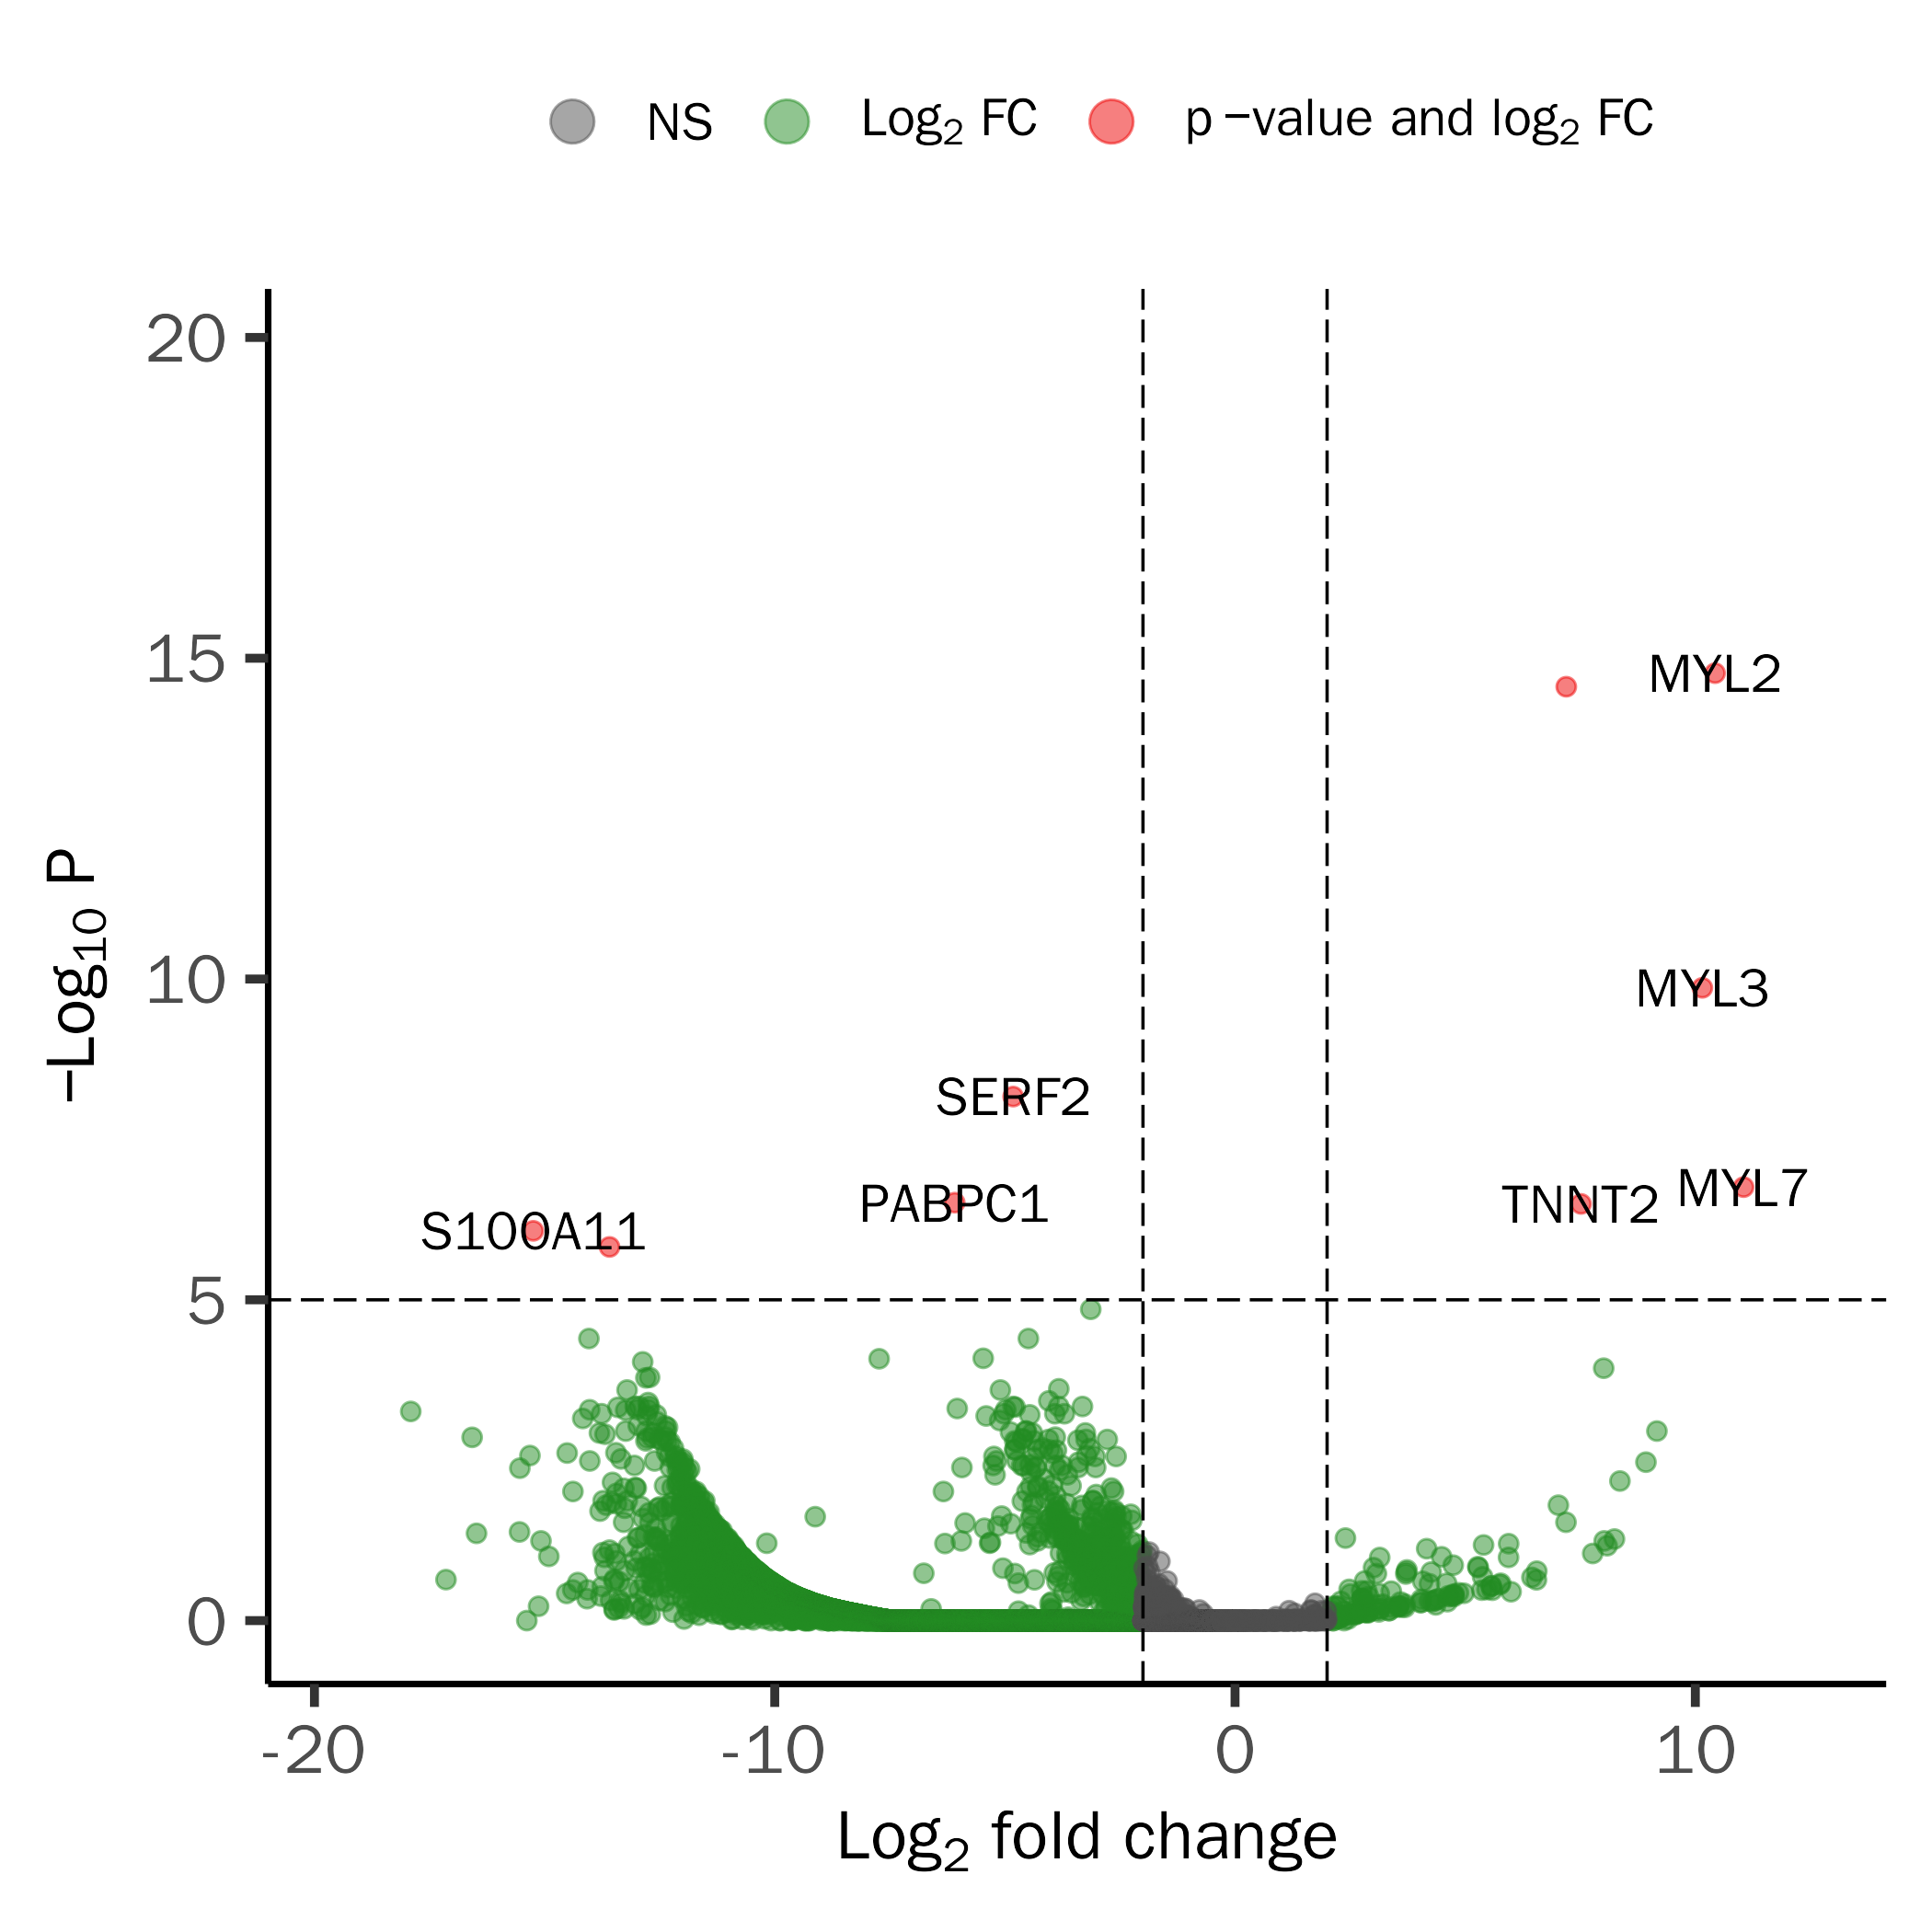 NS Log2 FC p −value and log2 FC
20
15
10
5
0
−Log10 P
MYL2
MYL3
SERF2
MYL7
PABPC1
TNNT2
S100A11
-20 -10 0 10
Log2 fold change